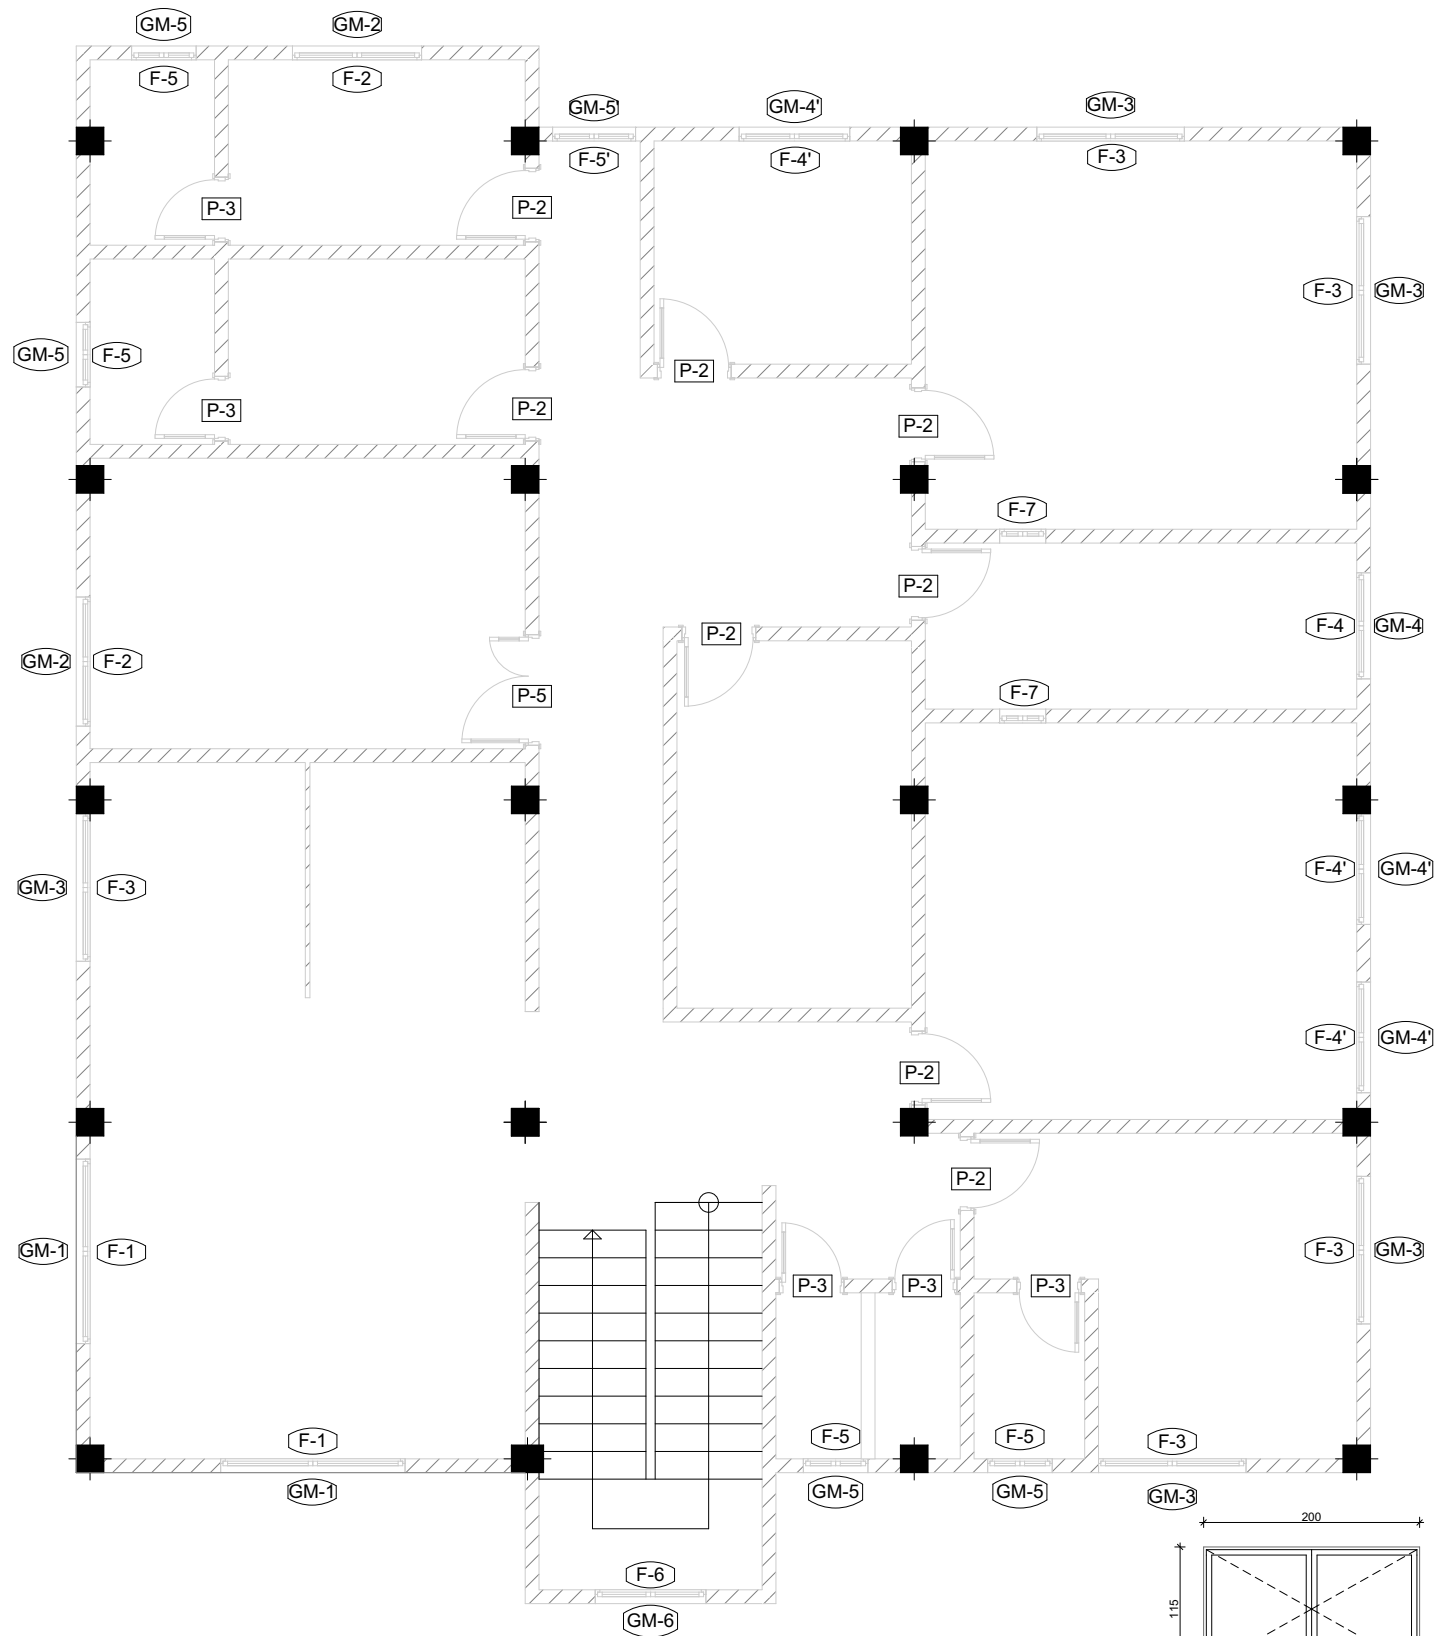 GM-5 GM-2
F-5 F-2
GM-5' GM-4' GM-3
F-5' F-4' F-3
P-3 P-2
F-3 GM-3
GM-5 F-5
P-2
P-3 P-2
P-2
F-7
P-2
F-4 GM-4
P-2
GM-2 F-2
F-7
P-5
F-4' GM-4'
GM-3 F-3
F-4' GM-4'
P-2
P-2
GM-1 F-1
F-3 GM-3
P-3 P-3 P-3
F-1 F-5 F-5 F-3
GM-1 GM-5 GM-5 GM-3
200
F-6
115
GM-6